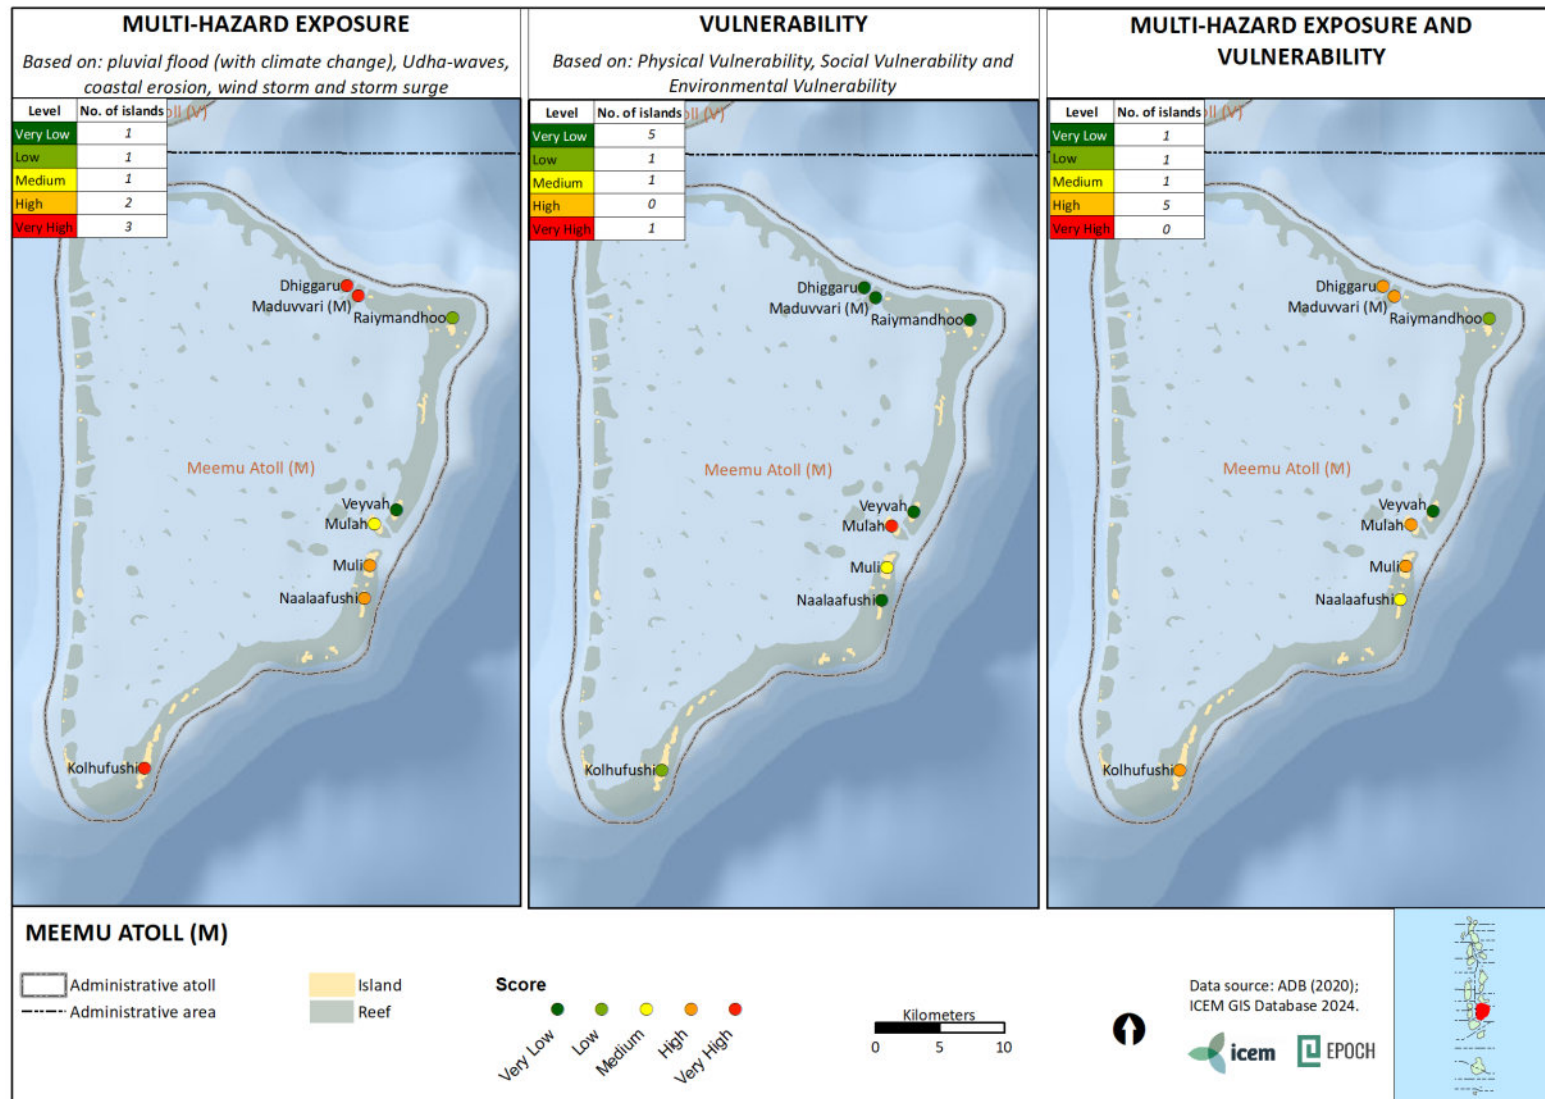 MULTI-HAZARD EXPOSURE
Based on: pluvial flood (with climate change), Udha-waves,
coastal erosion, wind storm and storm surge
Level No. of islands
Very Low 1
Low 1
Medium 1
High 2
Very High 3
oll (V)
Dhiggaru
Maduvvari (M)
Raiymandhoo
Meemu Atoll (M)
Veyvah
Mulah
Muli
Naalaafushi
Kolhufushi
VULNERABILITY
Based on: Physical Vulnerability, Social Vulnerability and
Environmental Vulnerability
Level No. of islands
Very Low 5
Low 1
Medium 1
High 0
Very High 1
oll (V)
Dhiggaru
Maduvvari (M)
Raiymandhoo
Meemu Atoll (M)
Veyvah
Mulah
Muli
Naalaafushi
Kolhufushi
MULTI-HAZARD EXPOSURE AND
VULNERABILITY
Level No. of islands
Very Low 1
Low 1
Medium 1
High 5
Very High 0
oll (V)
Dhiggaru
Maduvvari (M)
Raiymandhoo
Meemu Atoll (M)
Veyvah
Mulah
Muli
Naalaafushi
Kolhufushi
MEEMU ATOLL (M)
Administrative atoll
Administrative area
Island
Reef
Score
Very Low
Low
Medium
High
Very High
Kilometers
0 5 10
Data source: ADB (2020);
ICEM GIS Database 2024.
icem
EPOCH